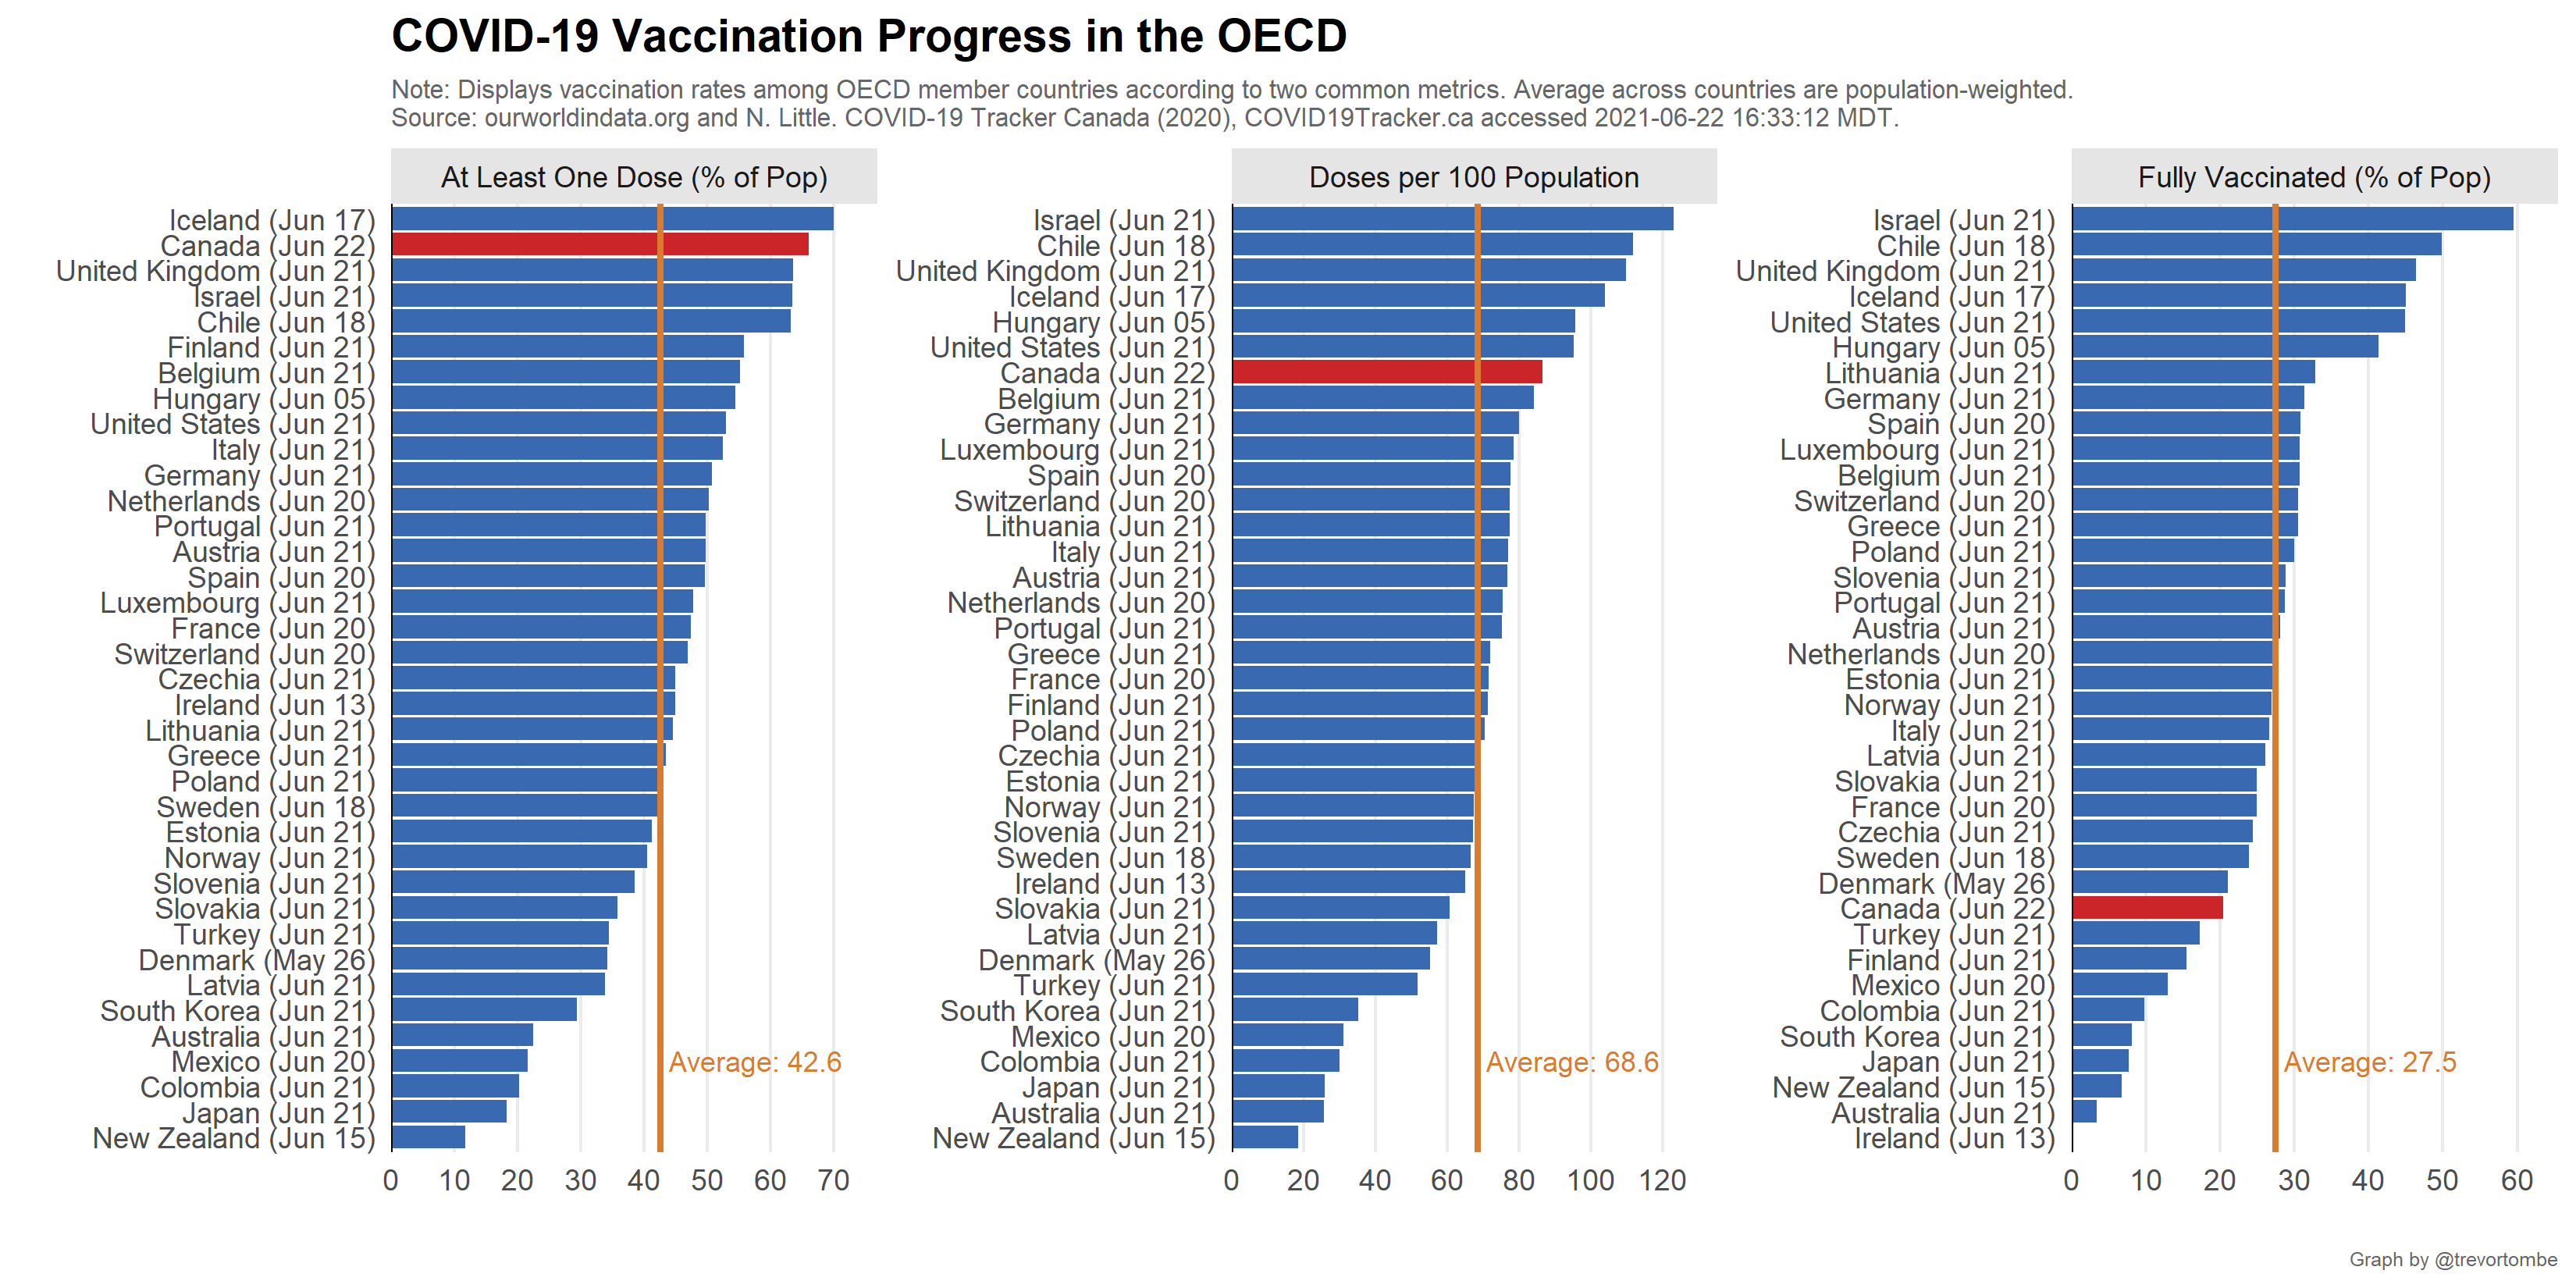 COVID-19 Vaccination Progress in the OECD
Note: Displays vaccination rates among OECD member countries according to two common metrics. Average across countries are population-weighted.
Source: ourworldindata.org and N. Little. COVID-19 Tracker Canada (2020), COVID19Tracker.ca accessed 2021-06-22 16:33:12 MDT.
At Least One Dose (% of Pop)
Iceland (Jun 17)
Canada (Jun 22)
United Kingdom (Jun 21)
Israel (Jun 21)
Chile (Jun 18)
Finland (Jun 21)
Belgium (Jun 21)
Hungary (Jun 05)
United States (Jun 21)
Italy (Jun 21)
Germany (Jun 21)
Netherlands (Jun 20)
Portugal (Jun 21)
Austria (Jun 21)
Spain (Jun 20)
Luxembourg (Jun 21)
France (Jun 20)
Switzerland (Jun 20)
Czechia (Jun 21)
Ireland (Jun 13)
Lithuania (Jun 21)
Greece (Jun 21)
Poland (Jun 21)
Sweden (Jun 18)
Estonia (Jun 21)
Norway (Jun 21)
Slovenia (Jun 21)
Slovakia (Jun 21)
Turkey (Jun 21)
Denmark (May 26)
Latvia (Jun 21)
South Korea (Jun 21)
Australia (Jun 21)
Mexico (Jun 20)
Colombia (Jun 21)
Japan (Jun 21)
New Zealand (Jun 15)
Average: 42.6
0 10 20 30 40 50 60 70
Doses per 100 Population
Israel (Jun 21)
Chile (Jun 18)
United Kingdom (Jun 21)
Iceland (Jun 17)
Hungary (Jun 05)
United States (Jun 21)
Canada (Jun 22)
Belgium (Jun 21)
Germany (Jun 21)
Luxembourg (Jun 21)
Spain (Jun 20)
Switzerland (Jun 20)
Lithuania (Jun 21)
Italy (Jun 21)
Austria (Jun 21)
Netherlands (Jun 20)
Portugal (Jun 21)
Greece (Jun 21)
France (Jun 20)
Finland (Jun 21)
Poland (Jun 21)
Czechia (Jun 21)
Estonia (Jun 21)
Norway (Jun 21)
Slovenia (Jun 21)
Sweden (Jun 18)
Ireland (Jun 13)
Slovakia (Jun 21)
Latvia (Jun 21)
Denmark (May 26)
Turkey (Jun 21)
South Korea (Jun 21)
Mexico (Jun 20)
Colombia (Jun 21)
Japan (Jun 21)
Australia (Jun 21)
New Zealand (Jun 15)
Average: 68.6
0 20 40 60 80 100 120
Fully Vaccinated (% of Pop)
Israel (Jun 21)
Chile (Jun 18)
United Kingdom (Jun 21)
Iceland (Jun 17)
United States (Jun 21)
Hungary (Jun 05)
Lithuania (Jun 21)
Germany (Jun 21)
Spain (Jun 20)
Luxembourg (Jun 21)
Belgium (Jun 21)
Switzerland (Jun 20)
Greece (Jun 21)
Poland (Jun 21)
Slovenia (Jun 21)
Portugal (Jun 21)
Austria (Jun 21)
Netherlands (Jun 20)
Estonia (Jun 21)
Norway (Jun 21)
Italy (Jun 21)
Latvia (Jun 21)
Slovakia (Jun 21)
France (Jun 20)
Czechia (Jun 21)
Sweden (Jun 18)
Denmark (May 26)
Canada (Jun 22)
Turkey (Jun 21)
Finland (Jun 21)
Mexico (Jun 20)
Colombia (Jun 21)
South Korea (Jun 21)
Japan (Jun 21)
New Zealand (Jun 15)
Australia (Jun 21)
Ireland (Jun 13)
Average: 27.5
0 10 20 30 40 50 60
Graph by @trevortombe